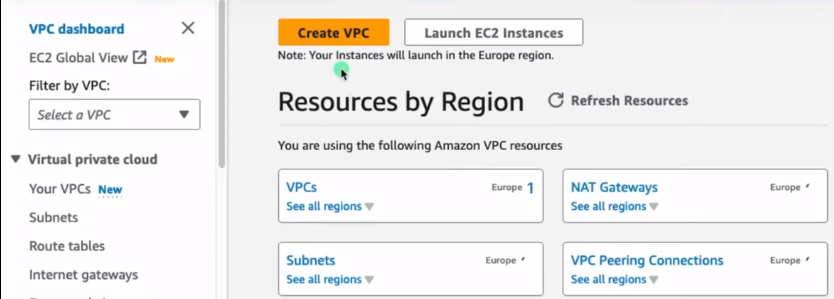 VPC dashboard
EC2 Global View New
Filter by VPC:
Select a VPC
Virtual private cloud
Your VPCs New
Subnets
Route tables
Internet gateways
Create VPC
Launch EC2 Instances
Note: Your Instances will launch in the Europe region.
Resources by Region
Refresh Resources
You are using the following Amazon VPC resources
VPCs Europe 1
See all regions
NAT Gateways Europe
See all regions
Subnets Europe
See all regions
VPC Peering Connections Europe
See all regions